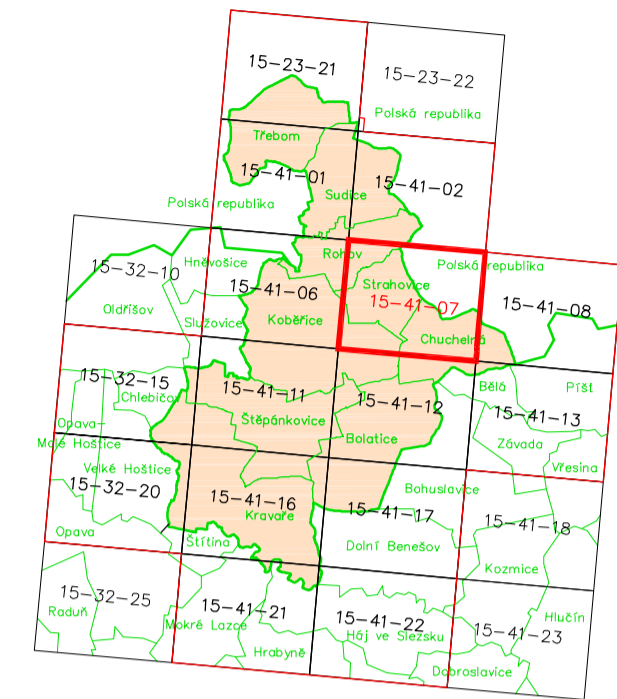 15-23-21
15-23-22
Polská republika
Třebom
15-41-01
15-41-02
Sudice
Polská republika
Rohov
Polská republika
Hněvošice
15-32-10
15-41-06
Strahovice
15-41-07
15-41-08
Oldřišov
Služovice
Kobeřice
Chuchelná
15-32-15
Chlebičov
15-41-11
15-41-12
Bělá
Píšť
Štěpánkovice
15-41-13
Opava-
Malé Hoštice
Bolatice
Závada
Velké Hoštice
Vřesina
15-32-20
Bohuslavice
15-41-16
Kravaře
15-41-17
15-41-18
Opava
Štítina
Dolní Benešov
Kozmice
15-32-25
Raduň
15-41-21
Mokré Lazce
15-41-22
Háj ve Slezsku
Hlučín
15-41-23
Hrabyně
Dobroslavice